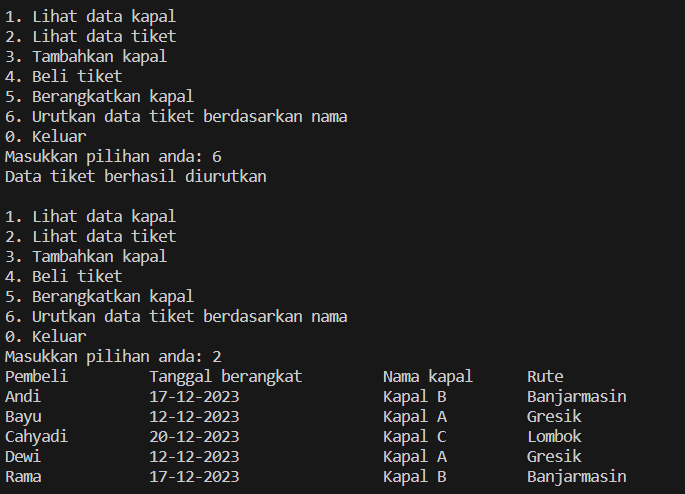 1. Lihat data kapal
2. Lihat data tiket
3. Tambahkan kapal
4. Beli tiket
5. Berangkatkan kapal
6. Urutkan data tiket berdasarkan nama
0. Keluar
Masukkan pilihan anda: 6
Data tiket berhasil diurutkan

1. Lihat data kapal
2. Lihat data tiket
3. Tambahkan kapal
4. Beli tiket
5. Berangkatkan kapal
6. Urutkan data tiket berdasarkan nama
0. Keluar
Masukkan pilihan anda: 2
Pembeli         Tanggal berangkat         Nama kapal      Rute
Andi            17-12-2023                Kapal B         Banjarmasin
Bayu            12-12-2023                Kapal A         Gresik
Cahyadi         20-12-2023                Kapal C         Lombok
Dewi            12-12-2023                Kapal A         Gresik
Rama            17-12-2023                Kapal B         Banjarmasin